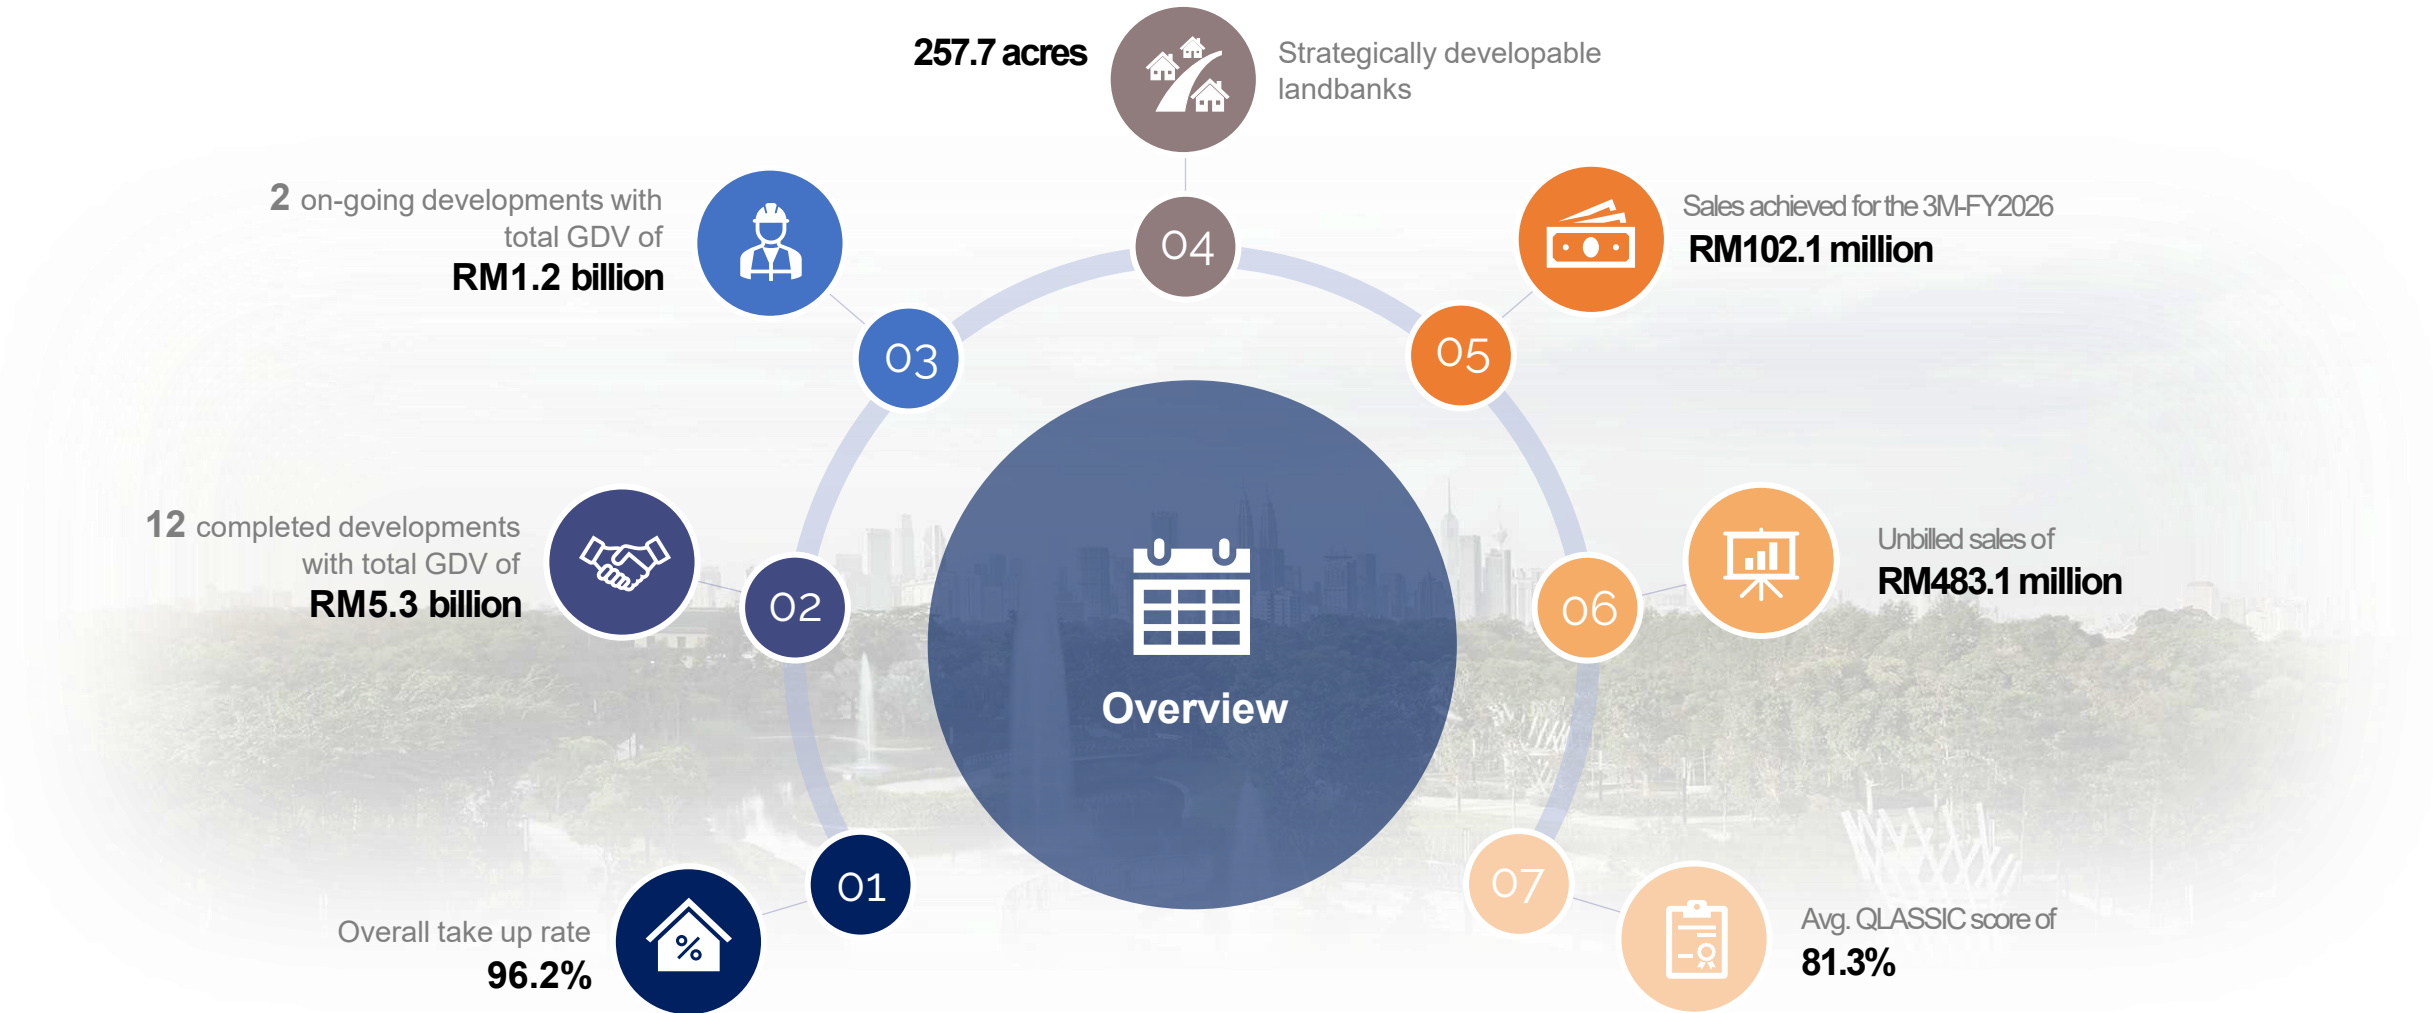 257.7 acres
Strategically developable
landbanks
04
2 on-going developments with
total GDV of
RM1.2 billion
03
Sales achieved for the 3M-FY2026
RM102.1 million
05
12 completed developments
with total GDV of
RM5.3 billion
02
Unbilled sales of
RM483.1 million
06
Overview
Overall take up rate
96.2%
%
01
07
Avg. QLASSIC score of
81.3%